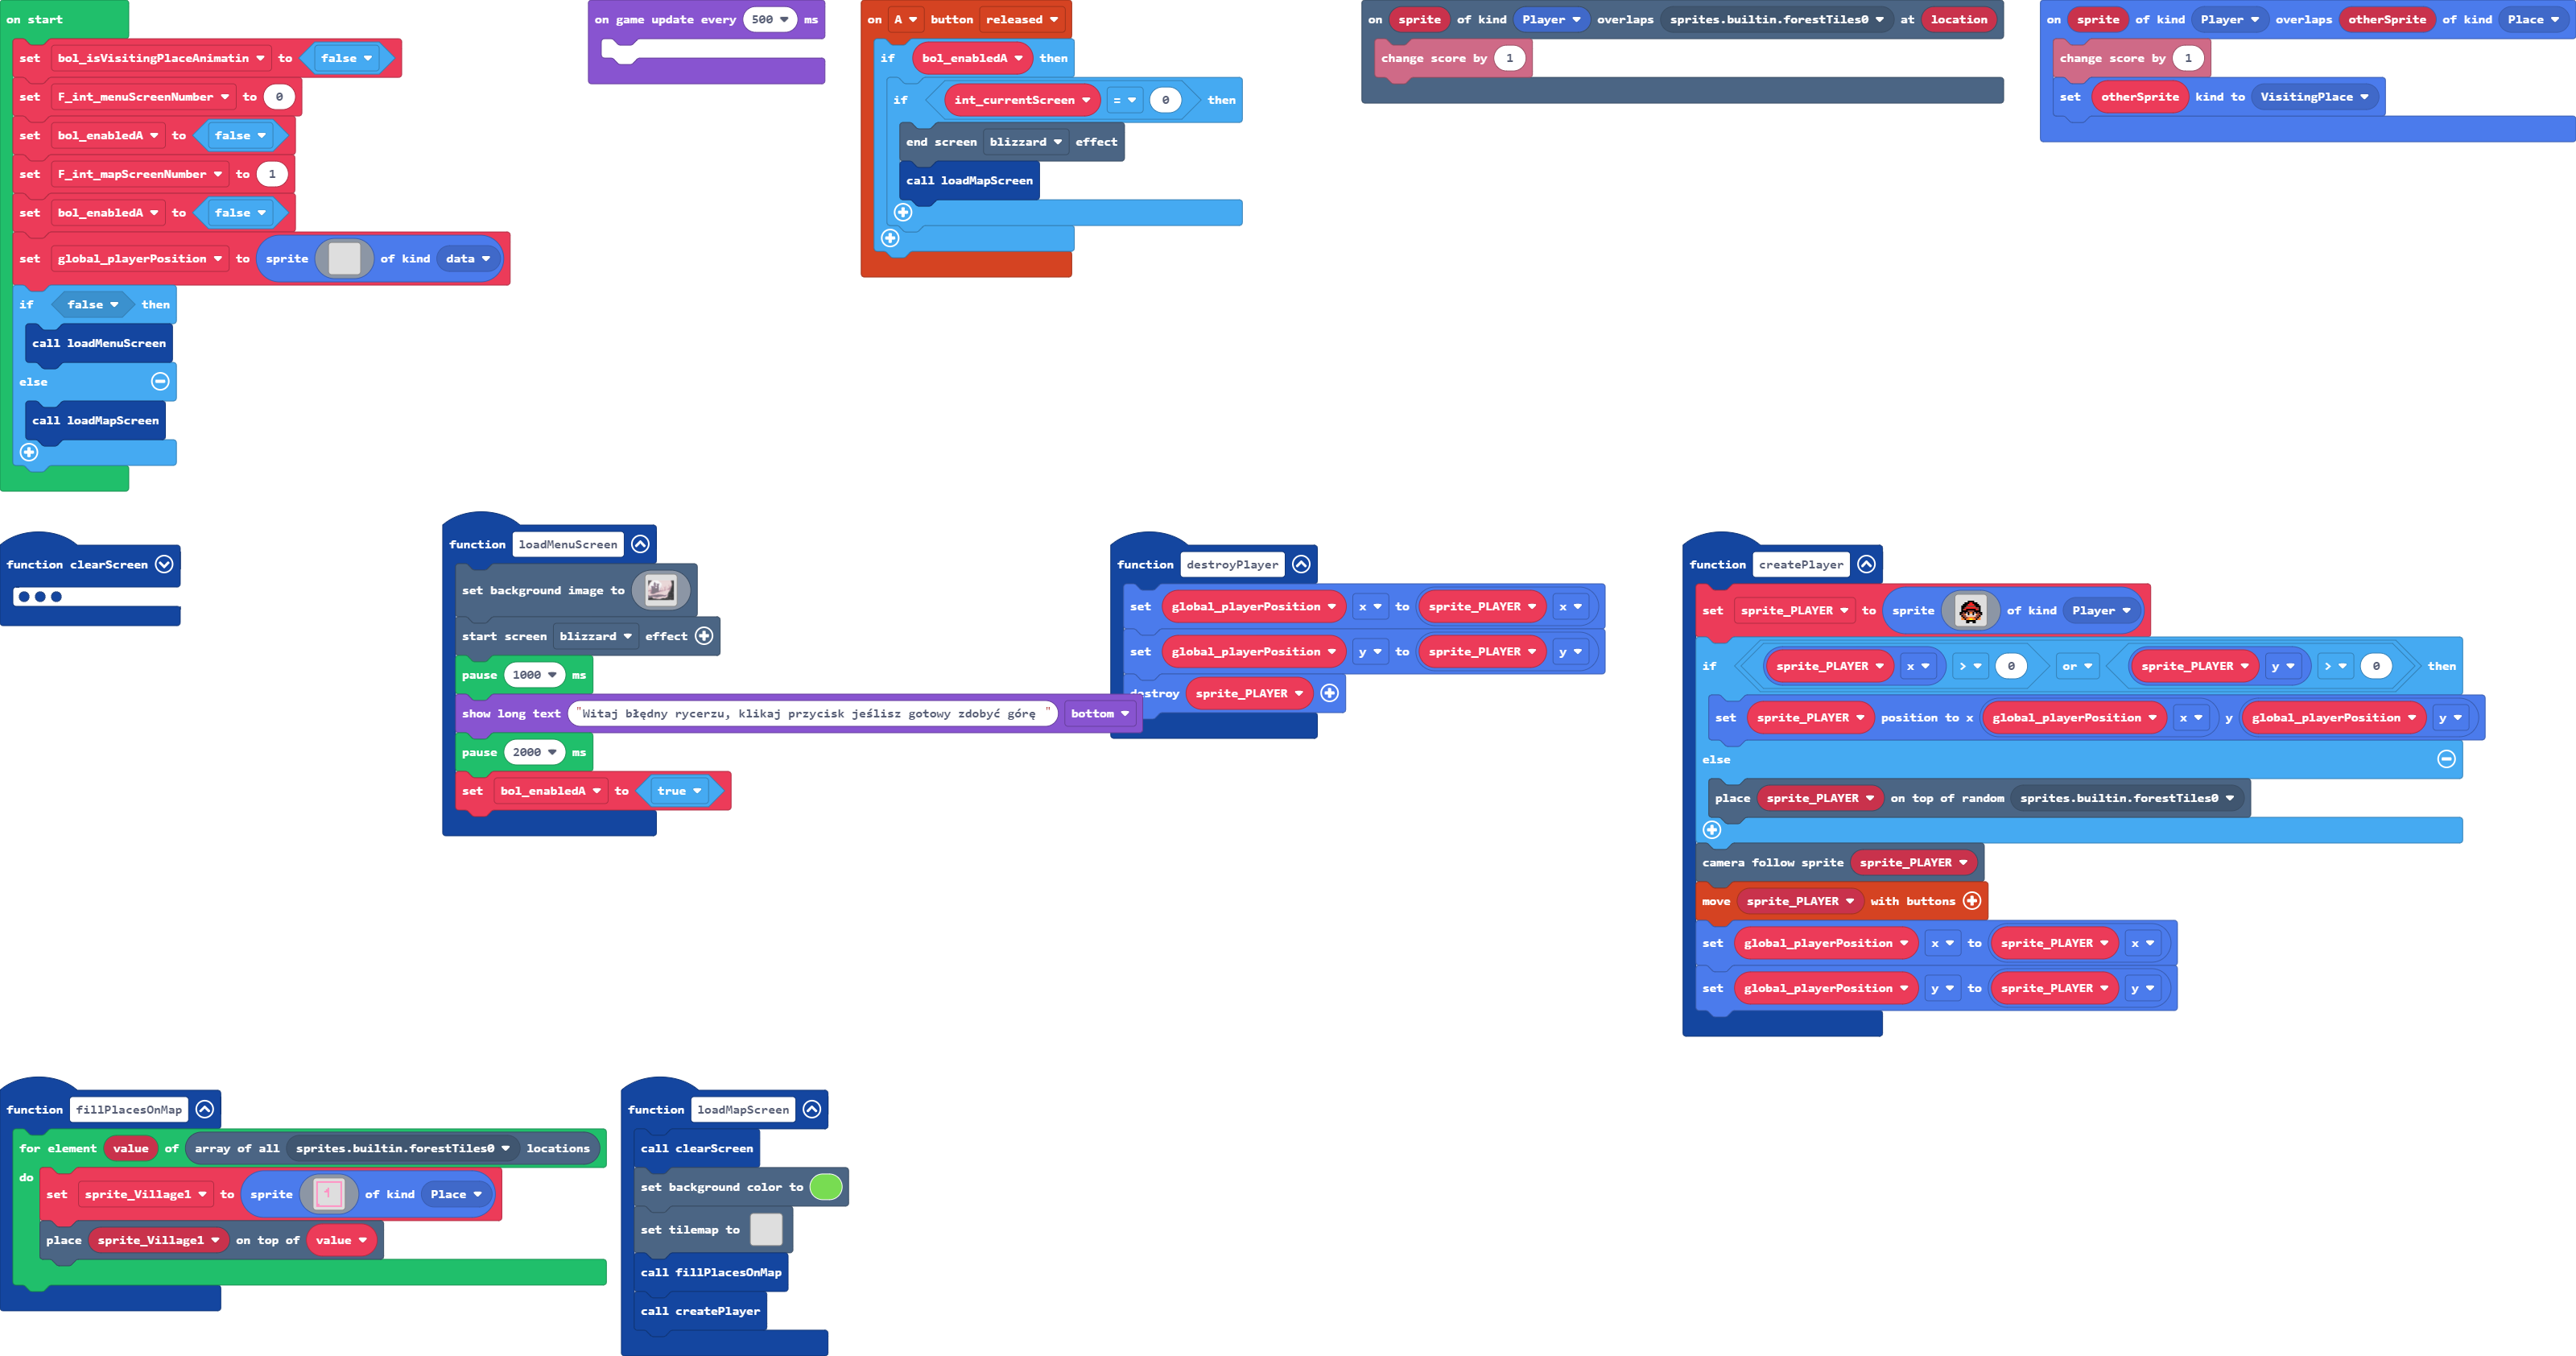 on start
set bol_isVisitingPlaceAnimatin to false
set F_int_menuScreenNumber to 0
set bol_enabledA to false
set F_int_mapScreenNumber to 1
set bol_enabledA to false
set global_playerPosition to sprite of kind data
if false then
call loadMenuScreen
else
call loadMapScreen
on game update every 500 ms
on A button released
if bol_enabledA then
if int_currentScreen = 0 then
end screen blizzard effect
call loadMapScreen
on sprite of kind Player overlaps sprites.builtin.forestTiles0 at location
change score by 1
on sprite of kind Player overlaps otherSprite of kind Place
change score by 1
set otherSprite kind to VisitingPlace
function clearScreen
function loadMenuScreen
set background image to
start screen blizzard effect
pause 1000 ms
show long text "Witaj błędny rycerzu, klikaj przycisk jeślisz gotowy zdobyć górę " bottom
pause 2000 ms
set bol_enabledA to true
function destroyPlayer
set global_playerPosition x to sprite_PLAYER x
set global_playerPosition y to sprite_PLAYER y
destroy sprite_PLAYER
function createPlayer
set sprite_PLAYER to sprite of kind Player
if sprite_PLAYER x > 0 or sprite_PLAYER y > 0 then
set sprite_PLAYER position to x global_playerPosition x y global_playerPosition y
else
place sprite_PLAYER on top of random sprites.builtin.forestTiles0
camera follow sprite sprite_PLAYER
move sprite_PLAYER with buttons
set global_playerPosition x to sprite_PLAYER x
set global_playerPosition y to sprite_PLAYER y
function fillPlacesOnMap
for element value of array of all sprites.builtin.forestTiles0 locations
do
set sprite_Village1 to sprite 1 of kind Place
place sprite_Village1 on top of value
function loadMapScreen
call clearScreen
set background color to
set tilemap to
call fillPlacesOnMap
call createPlayer